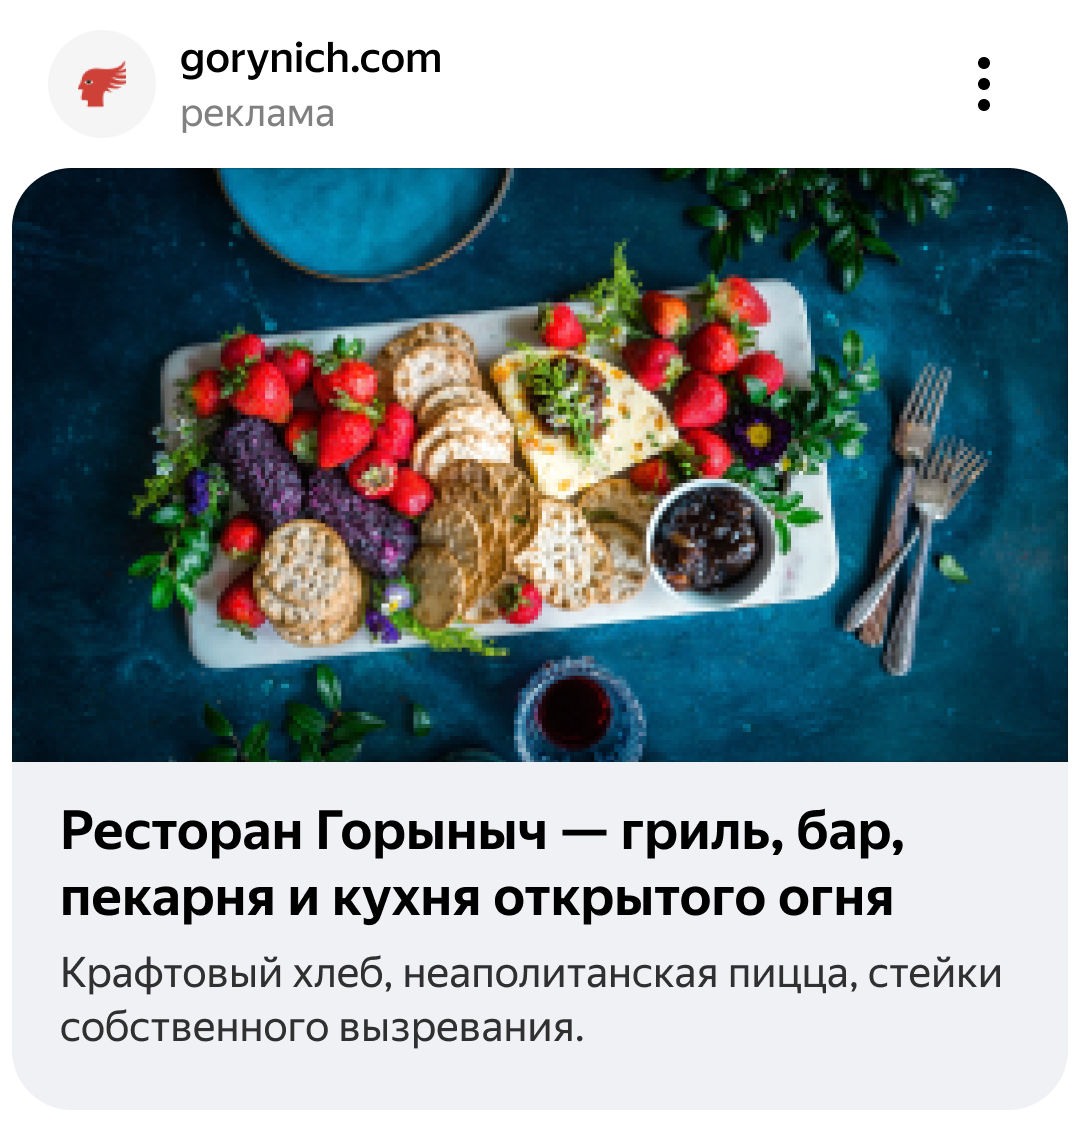 gorynich.com
реклама
Ресторан Горыныч — гриль, бар,
пекарня и кухня открытого огня
Крафтовый хлеб, неаполитанская пицца, стейки
собственного вызревания.